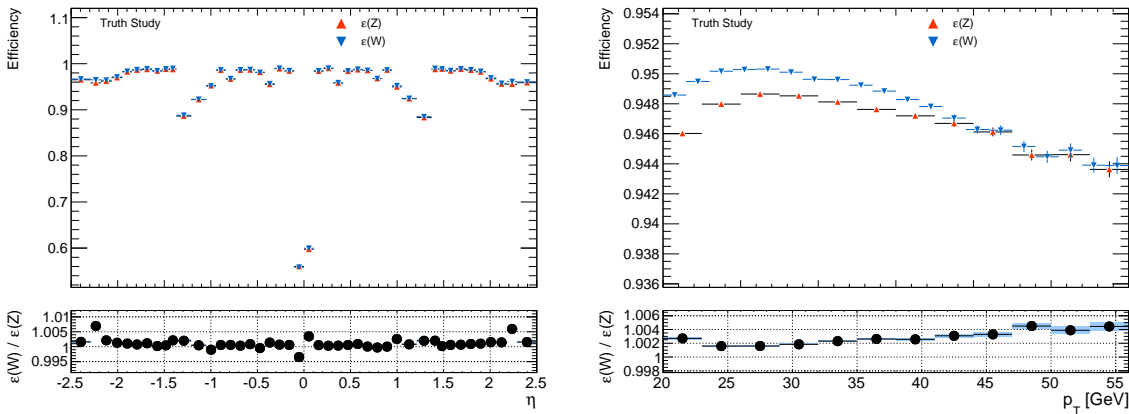 Truth Study
ε(Z)
ε(W)
Efficiency
1.1
1
0.9
0.8
0.7
0.6
ε(W) / ε(Z)
1.01
1.005
1
0.995
-2.5 -2 -1.5 -1 -0.5 0 0.5 1 1.5 2 2.5
η
Truth Study
ε(Z)
ε(W)
Efficiency
0.954
0.952
0.95
0.948
0.946
0.944
0.942
0.94
0.938
0.936
ε(W) / ε(Z)
1.006
1.004
1.002
1
0.998
20 25 30 35 40 45 50 55
p_T [GeV]